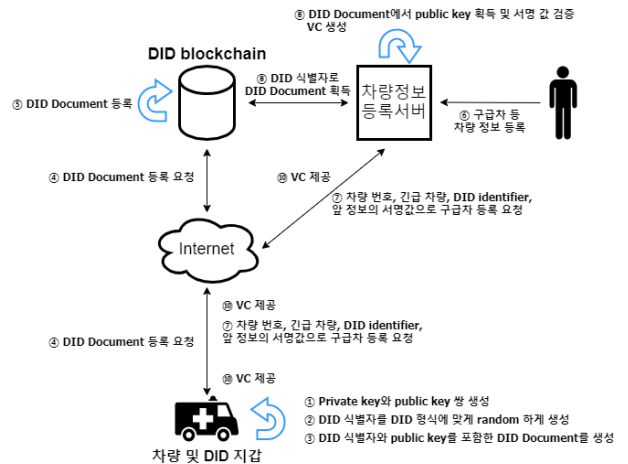 ⑧ DID Document에서 public key 획득 및 서명 값 검증
VC 생성
DID blockchain
⑧ DID 식별자로
DID Document 획득
차량정보
등록서버
⑤ DID Document 등록
⑥ 구급차 등
차량 정보 등록
④ DID Document 등록 요청
⑩ VC 제공
⑦ 차량 번호, 긴급 차량, DID identifier,
앞 정보의 서명값으로 구급차 등록 요청
Internet
⑩ VC 제공
⑦ 차량 번호, 긴급 차량, DID identifier,
앞 정보의 서명값으로 구급차 등록 요청
④ DID Document 등록 요청
⑩ VC 제공
① Private key와 public key 쌍 생성
② DID 식별자를 DID 형식에 맞게 random 하게 생성
③ DID 식별자와 public key를 포함한 DID Document를 생성
차량 및 DID 지갑